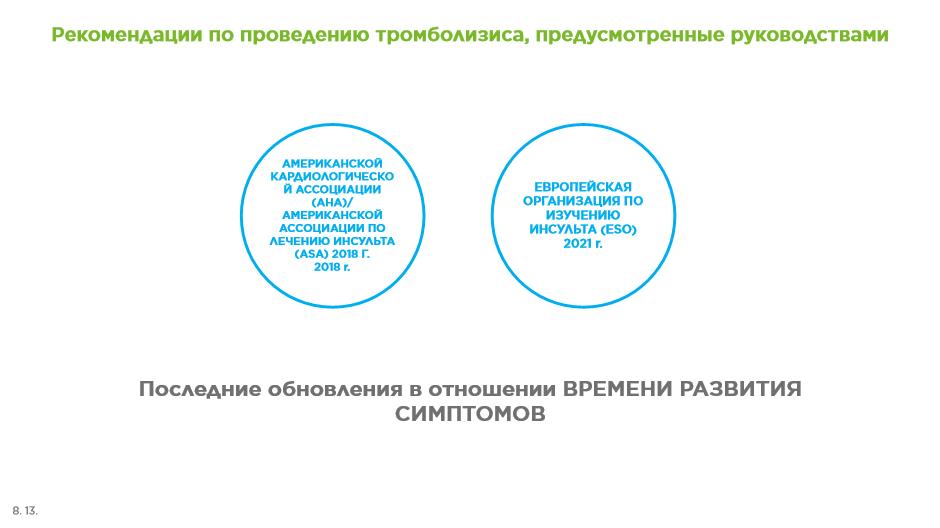 Рекомендации по проведению тромболизиса, предусмотренные руководствами
АМЕРИКАНСКОЙ
КАРДИОЛОГИЧЕСКО
Й АССОЦИАЦИИ
(AHA)/
АМЕРИКАНСКОЙ
АССОЦИАЦИИ ПО
ЛЕЧЕНИЮ ИНСУЛЬТА
(ASA) 2018 Г.
2018 г.
ЕВРОПЕЙСКАЯ
ОРГАНИЗАЦИЯ ПО
ИЗУЧЕНИЮ
ИНСУЛЬТА (ESO)
2021 г.
Последние обновления в отношении ВРЕМЕНИ РАЗВИТИЯ
СИМПТОМОВ
8. 13.